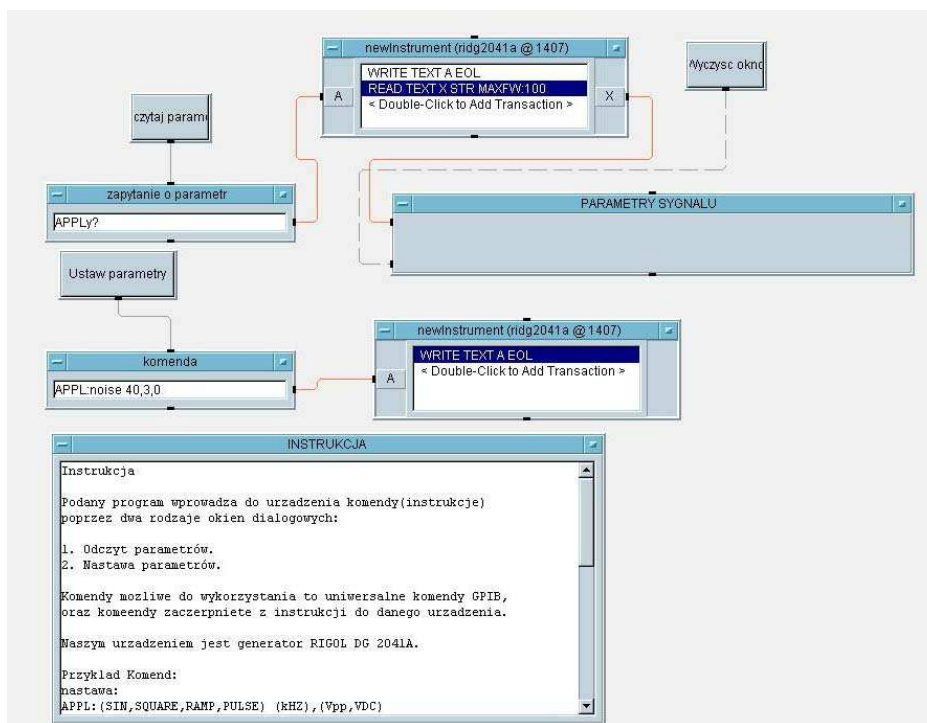 newInstrument (ridg2041a @ 1407)
WRITE TEXT A EOL
READ TEXT X STR MAXFW:100
< Double-Click to Add Transaction >
A
X
Wyczysc okno
czytaj parame
zapytanie o parametr
APPLy?
PARAMETRY SYGNALU
Ustaw parametry
komenda
APPL:noise 40,3,0
newInstrument (ridg2041a @ 1407)
WRITE TEXT A EOL
< Double-Click to Add Transaction >
A
INSTRUKCJA
Instrukcja
Podany program wprowadza do urzadzenia komendy(instrukcje)
poprzez dwa rodzaje okien dialogowych:
1. Odczyt parametrów.
2. Nastawa parametrów.
Komendy mozliwe do wykorzystania to uniwersalne komendy GPIB,
oraz komeendy zaczerpniete z instrukcji do danego urzadzenia.
Naszym urzadzeniem jest generator RIGOL DG 2041A.
Przyklad Komend:
nastawa:
APPL:(SIN,SQUARE,RAMP,PULSE) (kHZ),(Vpp,VDC)